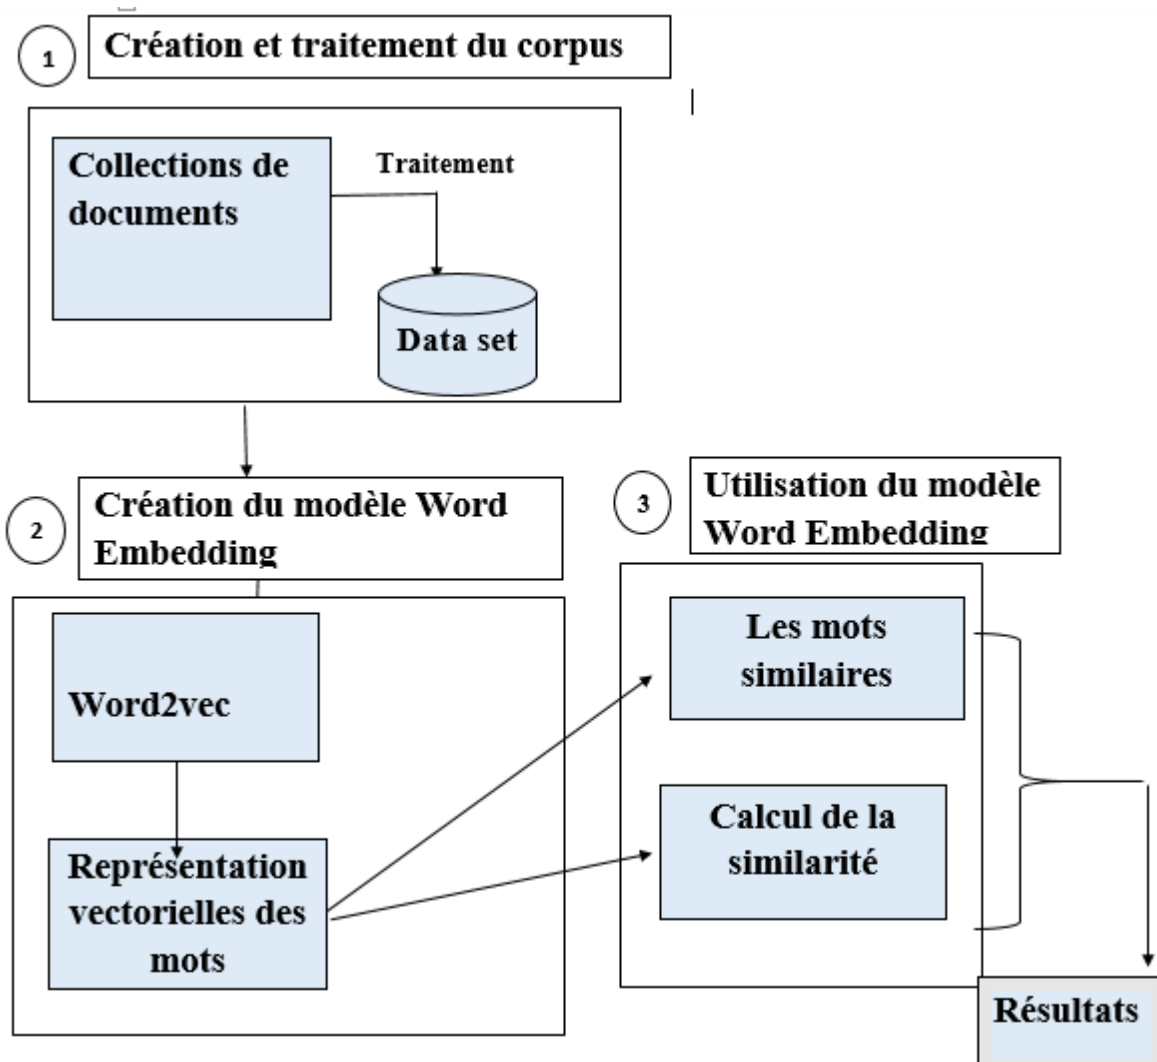 1
Création et traitement du corpus
Collections de
documents
Traitement
Data set
2
Création du modèle Word
Embedding
Word2vec
Représentation
vectorielles des
mots
3
Utilisation du modèle
Word Embedding
Les mots
similaires
Calcul de la
similarité
Résultats